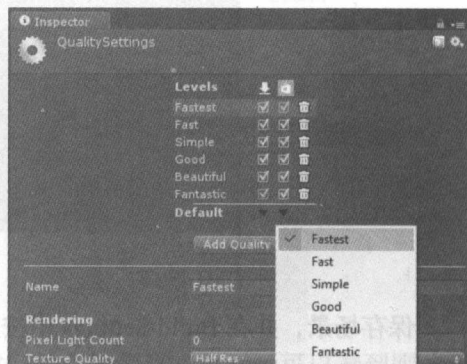 Inspector
QualitySettings
Levels
Fastest
Fast
Simple
Good
Beautiful
Fantastic
Default
Add Quality
Fastest
Fast
Simple
Good
Beautiful
Fantastic
Name Fastest
Rendering
Pixel Light Count 0
Texture Quality Half Res